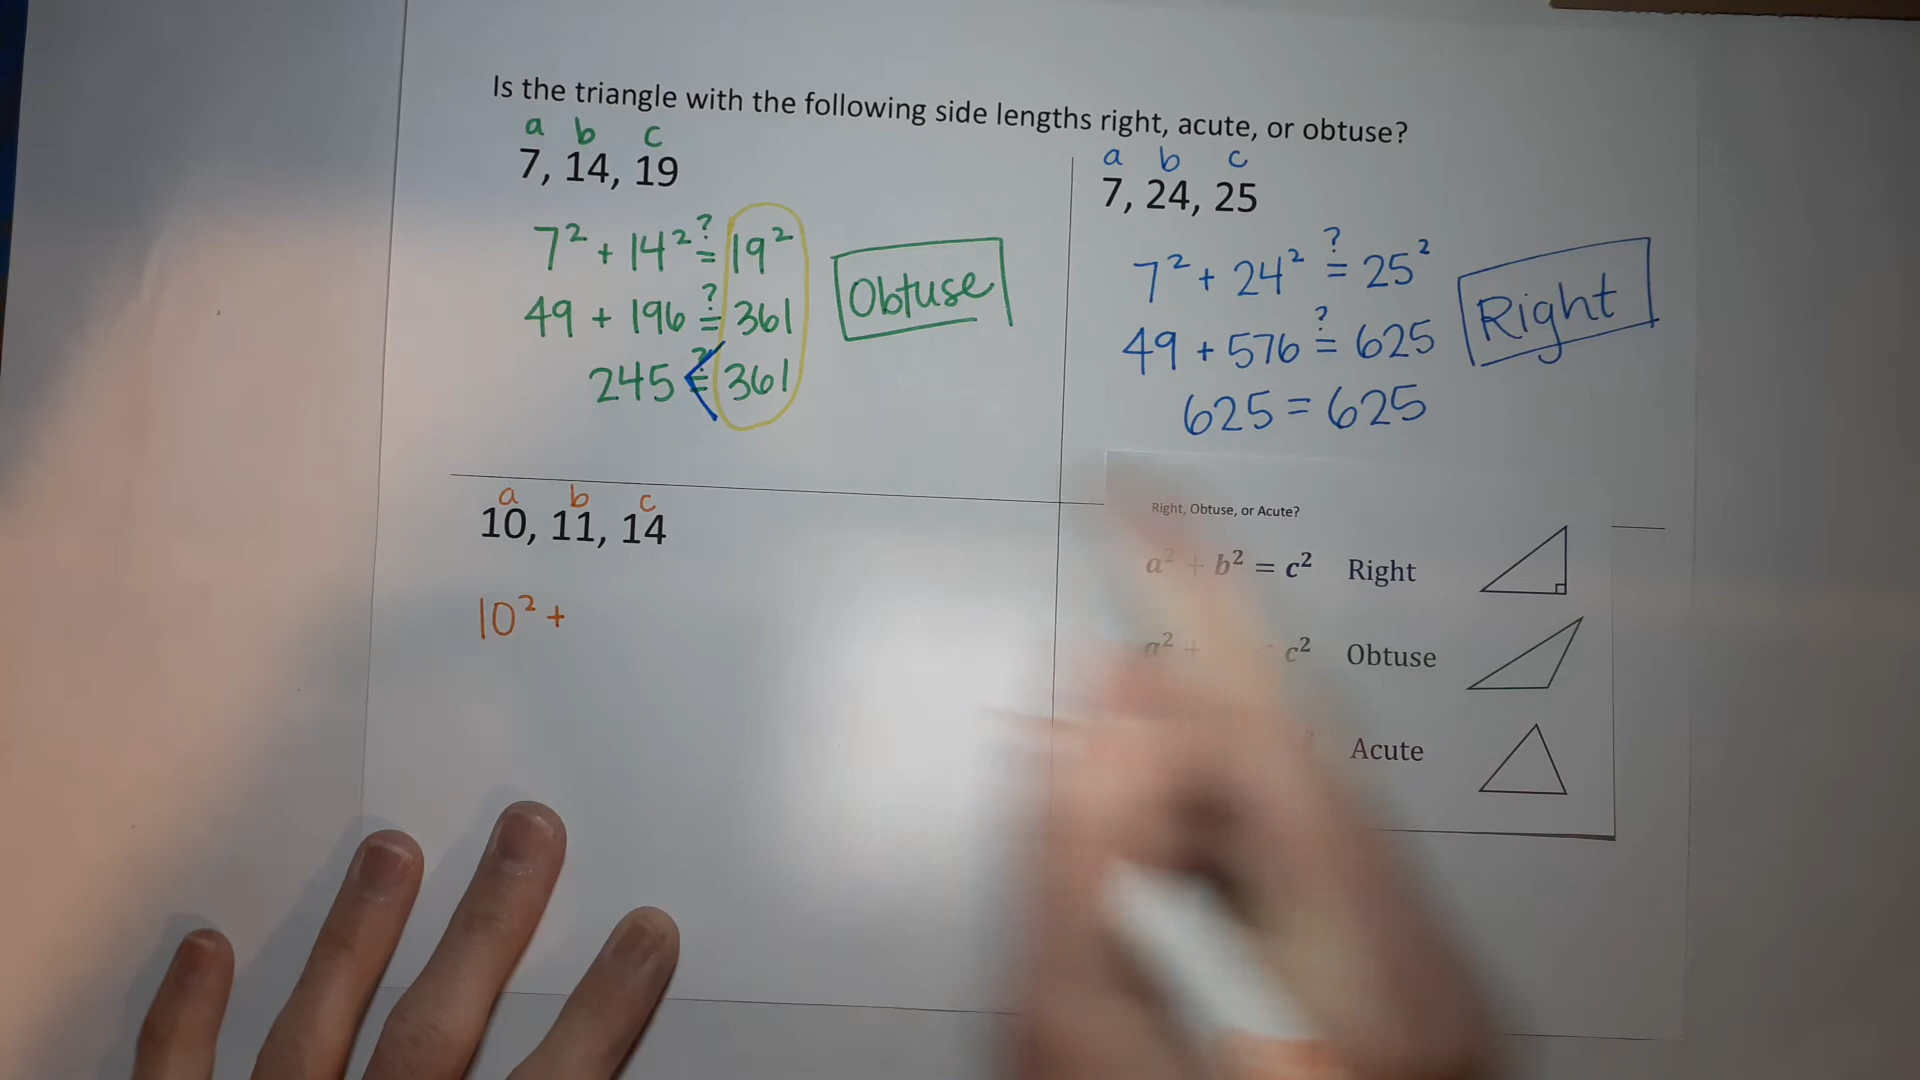 Is the triangle with the following side lengths right, acute, or obtuse?
a b c
7, 14, 19
7² + 14² ?= 19²
49 + 196 ?= 361
245 < 361
Obtuse
a b c
7, 24, 25
7² + 24² ?= 25²
49 + 576 ?= 625
625 = 625
Right
a b c
10, 11, 14
10² +
Right, Obtuse, or Acute?
a² + b² = c² Right
a² + c² Obtuse
Acute